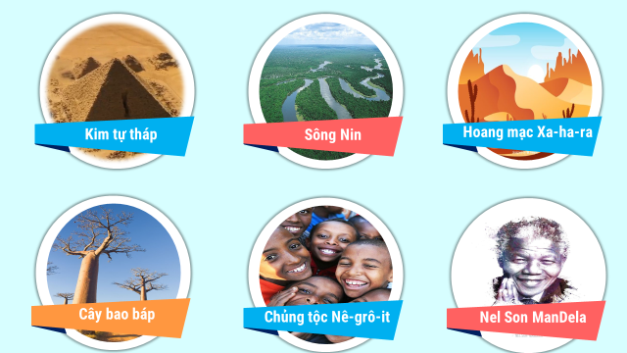 Kim tự tháp
Sông Nin
Hoang mạc Xa-ha-ra
Cây bao báp
Chủng tộc Nê-grô-it
Nel Son ManDela